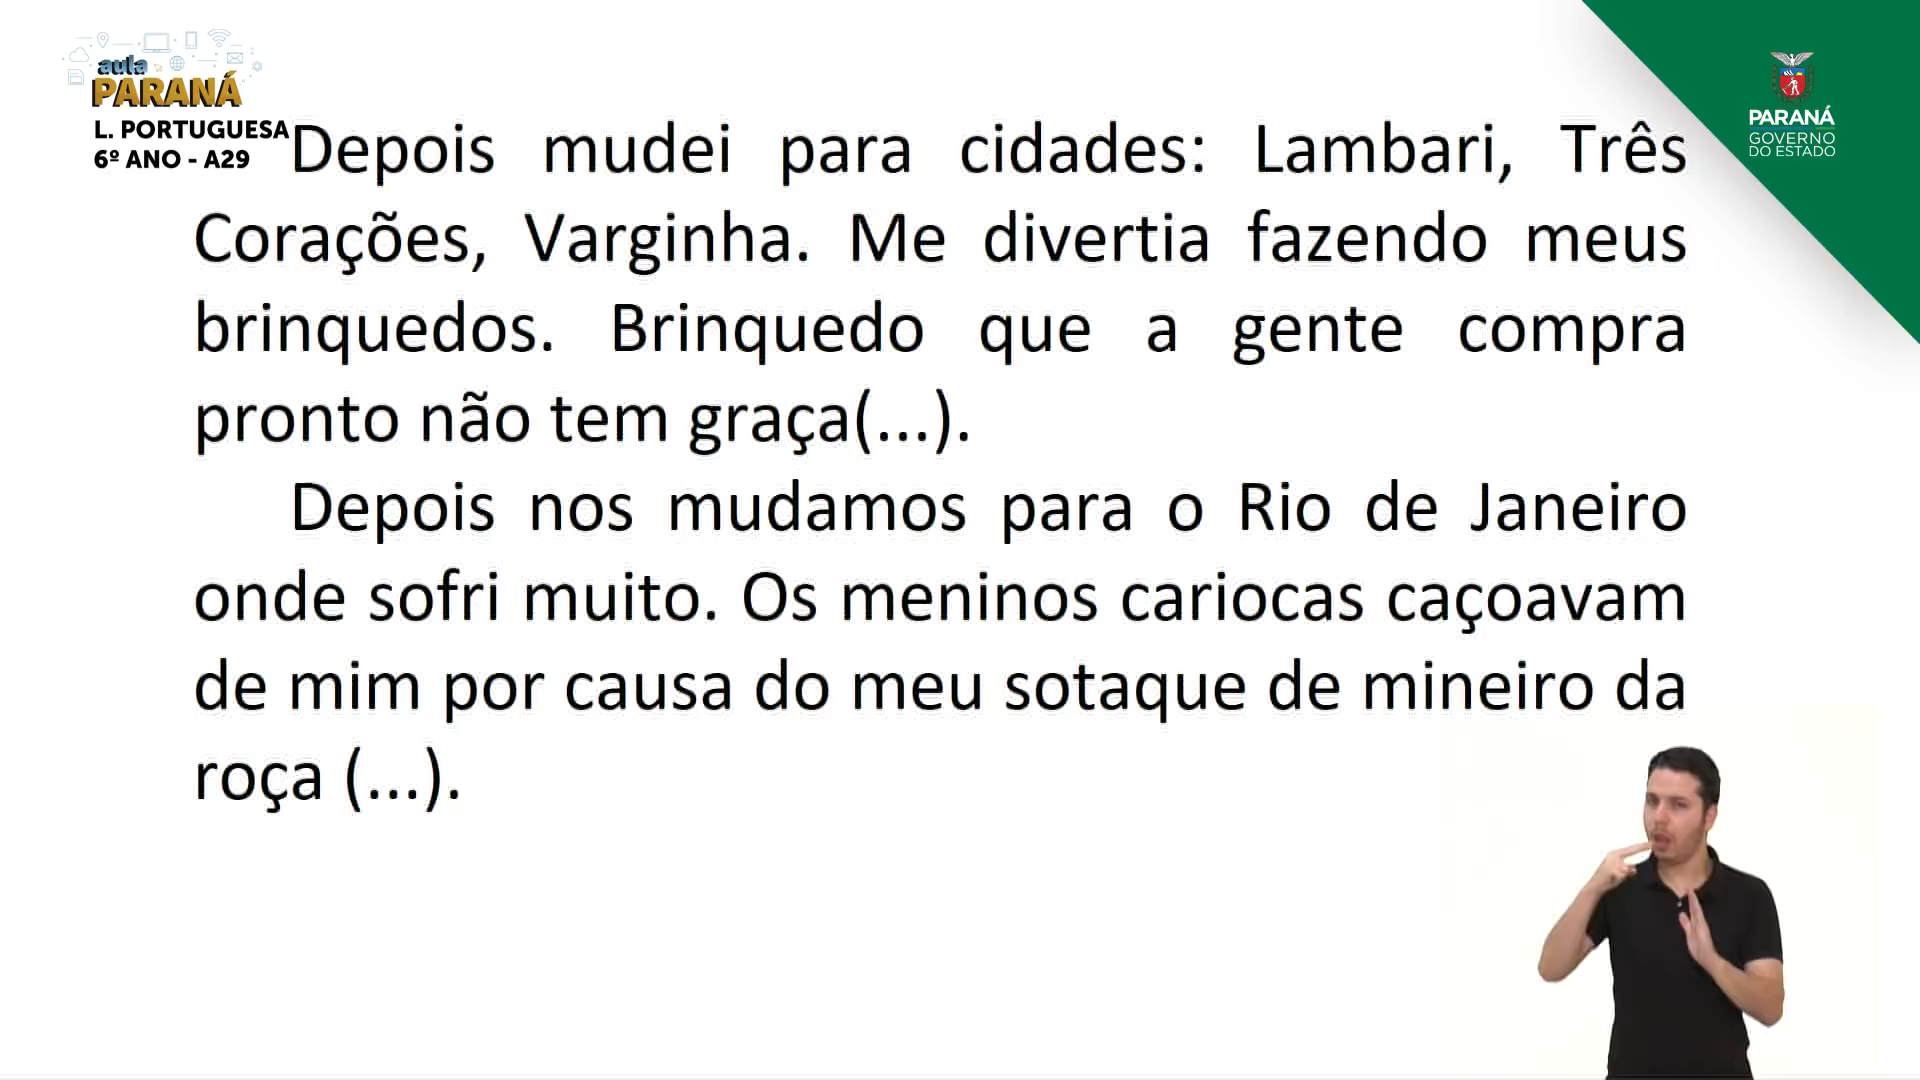 aula
PARANÁ
L. PORTUGUESA
6º ANO - A29
PARANÁ
GOVERNO
DO ESTADO
Depois mudei para cidades: Lambari, Três
Corações, Varginha. Me divertia fazendo meus
brinquedos. Brinquedo que a gente compra
pronto não tem graça(...).
Depois nos mudamos para o Rio de Janeiro
onde sofri muito. Os meninos cariocas caçoavam
de mim por causa do meu sotaque de mineiro da
roça (...).